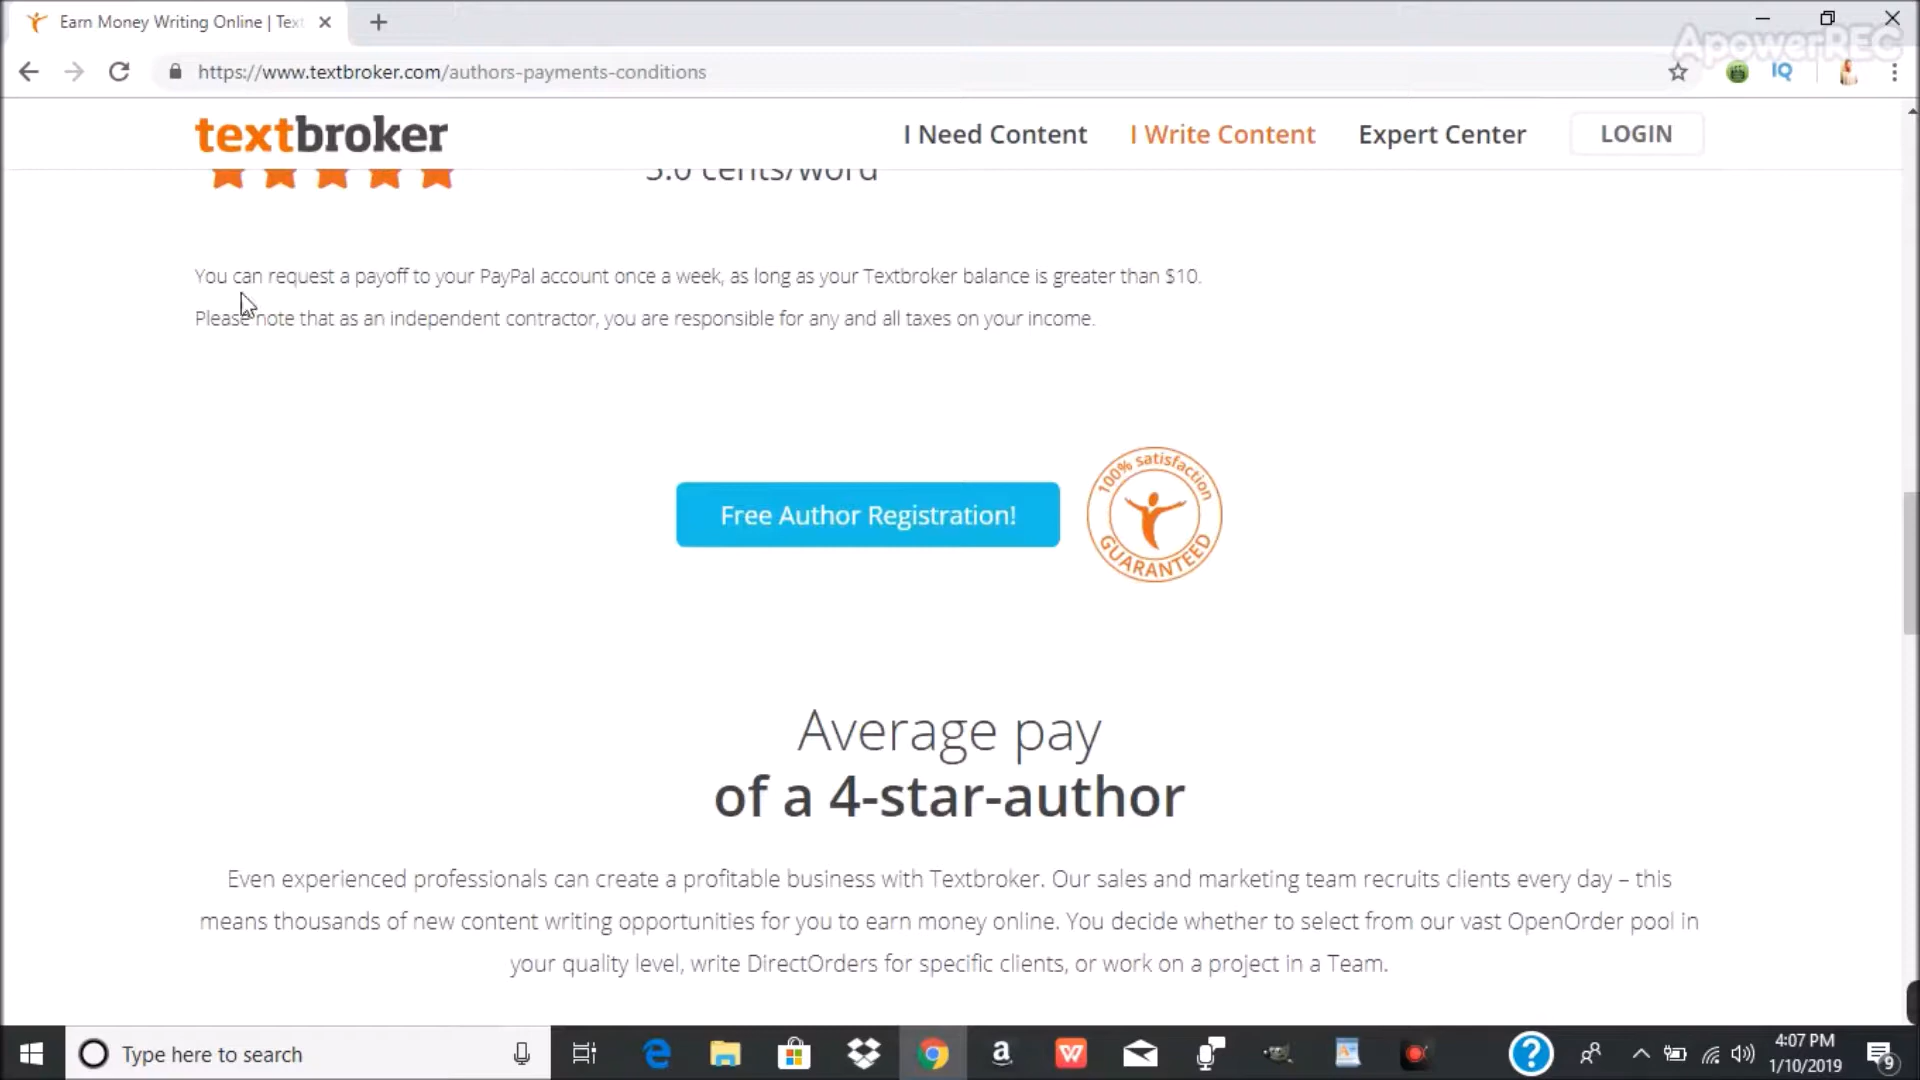 Earn Money Writing Online | Tex
ApowerREC
https://www.textbroker.com/authors-payments-conditions
IQ
textbroker
I Need Content
I Write Content
Expert Center
LOGIN
cents/word
You can request a payoff to your PayPal account once a week, as long as your Textbroker balance is greater than $10.
Please note that as an independent contractor, you are responsible for any and all taxes on your income.
Free Author Registration!
100% satisfaction
GUARANTEED
Average pay
of a 4-star-author
Even experienced professionals can create a profitable business with Textbroker. Our sales and marketing team recruits clients every day – this
means thousands of new content writing opportunities for you to earn money online. You decide whether to select from our vast OpenOrder pool in
your quality level, write DirectOrders for specific clients, or work on a project in a Team.
Type here to search
4:07 PM
1/10/2019
9